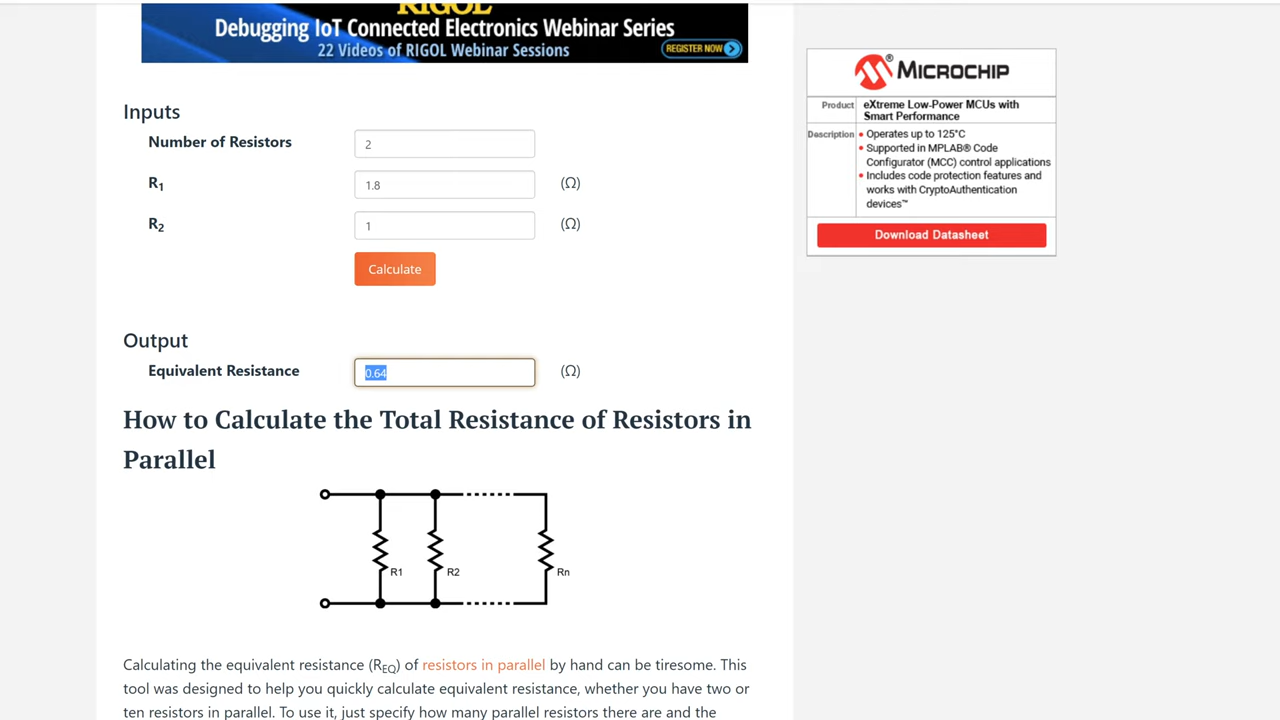 RIGOL
Debugging IoT Connected Electronics Webinar Series
22 Videos of RIGOL Webinar Sessions
REGISTER NOW
Inputs
Number of Resistors
2
R1
1.8
(Ω)
R2
1
(Ω)
Calculate
Output
Equivalent Resistance
0.64
(Ω)
How to Calculate the Total Resistance of Resistors in
Parallel
R1
R2
Rn
Calculating the equivalent resistance (REQ) of resistors in parallel by hand can be tiresome. This
tool was designed to help you quickly calculate equivalent resistance, whether you have two or
ten resistors in parallel. To use it, just specify how many parallel resistors there are and the
MICROCHIP®
Product
eXtreme Low-Power MCUs with
Smart Performance
Description
• Operates up to 125°C
• Supported in MPLAB® Code
Configurator (MCC) control applications
• Includes code protection features and
works with CryptoAuthentication
devices™
Download Datasheet